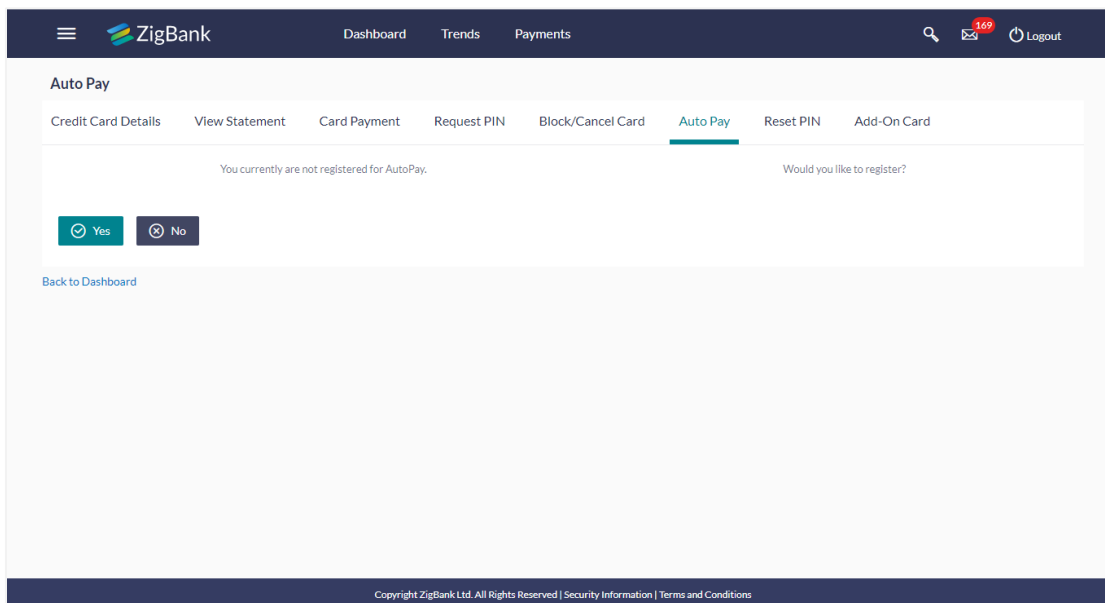 ZigBank Dashboard Trends Payments 169 Logout
Auto Pay
Credit Card Details View Statement Card Payment Request PIN Block/Cancel Card Auto Pay Reset PIN Add-On Card
You currently are not registered for AutoPay. Would you like to register?
Yes No
Back to Dashboard
Copyright ZigBank Ltd. All Rights Reserved | Security Information | Terms and Conditions